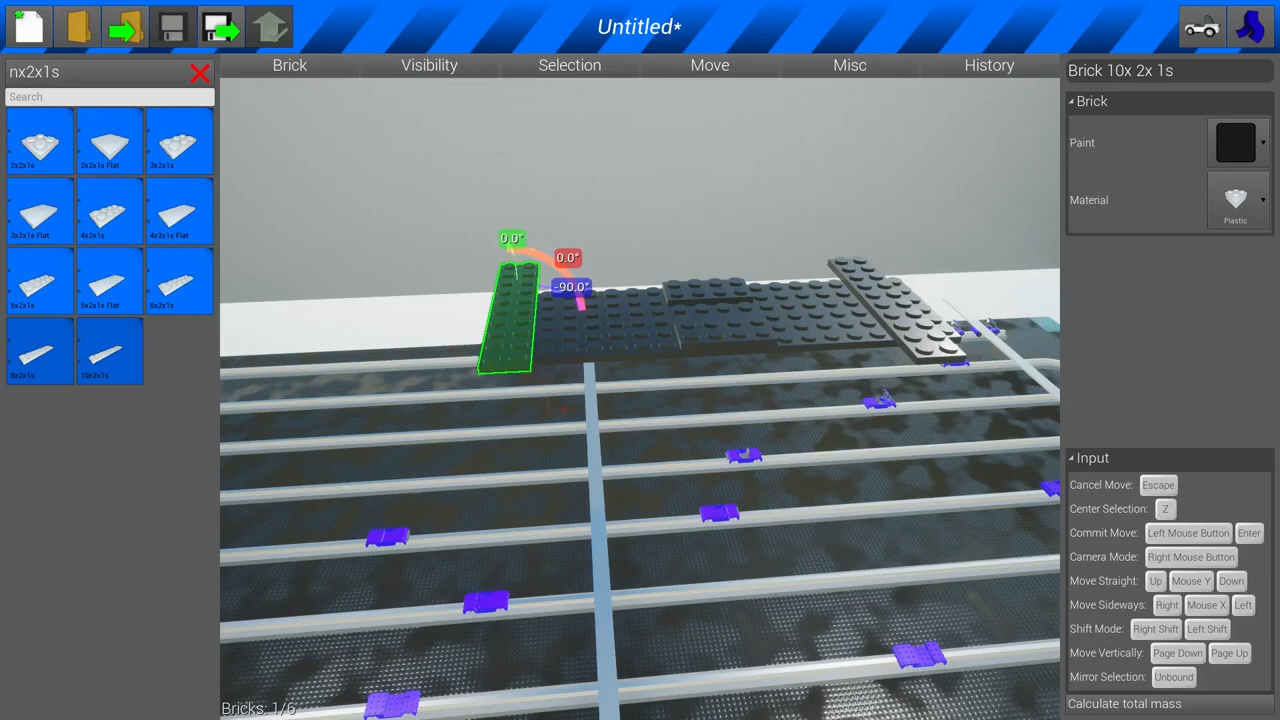 Untitled*
nx2x1s
Search
2x2x1s
2x2x1s Flat
3x2x1s
3x2x1s Flat
4x2x1s
4x2x1s Flat
5x2x1s
5x2x1s Flat
6x2x1s
8x2x1s
10x2x1s
Brick
Visibility
Selection
Move
Misc
History
0.0°
0.0°
-90.0°
Bricks: 1/6
Brick 10x 2x 1s
Brick
Paint
Material
Plastic
Input
Cancel Move: Escape
Center Selection: Z
Commit Move: Left Mouse Button Enter
Camera Mode: Right Mouse Button
Move Straight: Up Mouse Y Down
Move Sideways: Right Mouse X Left
Shift Mode: Right Shift Left Shift
Move Vertically: Page Down Page Up
Mirror Selection: Unbound
Calculate total mass